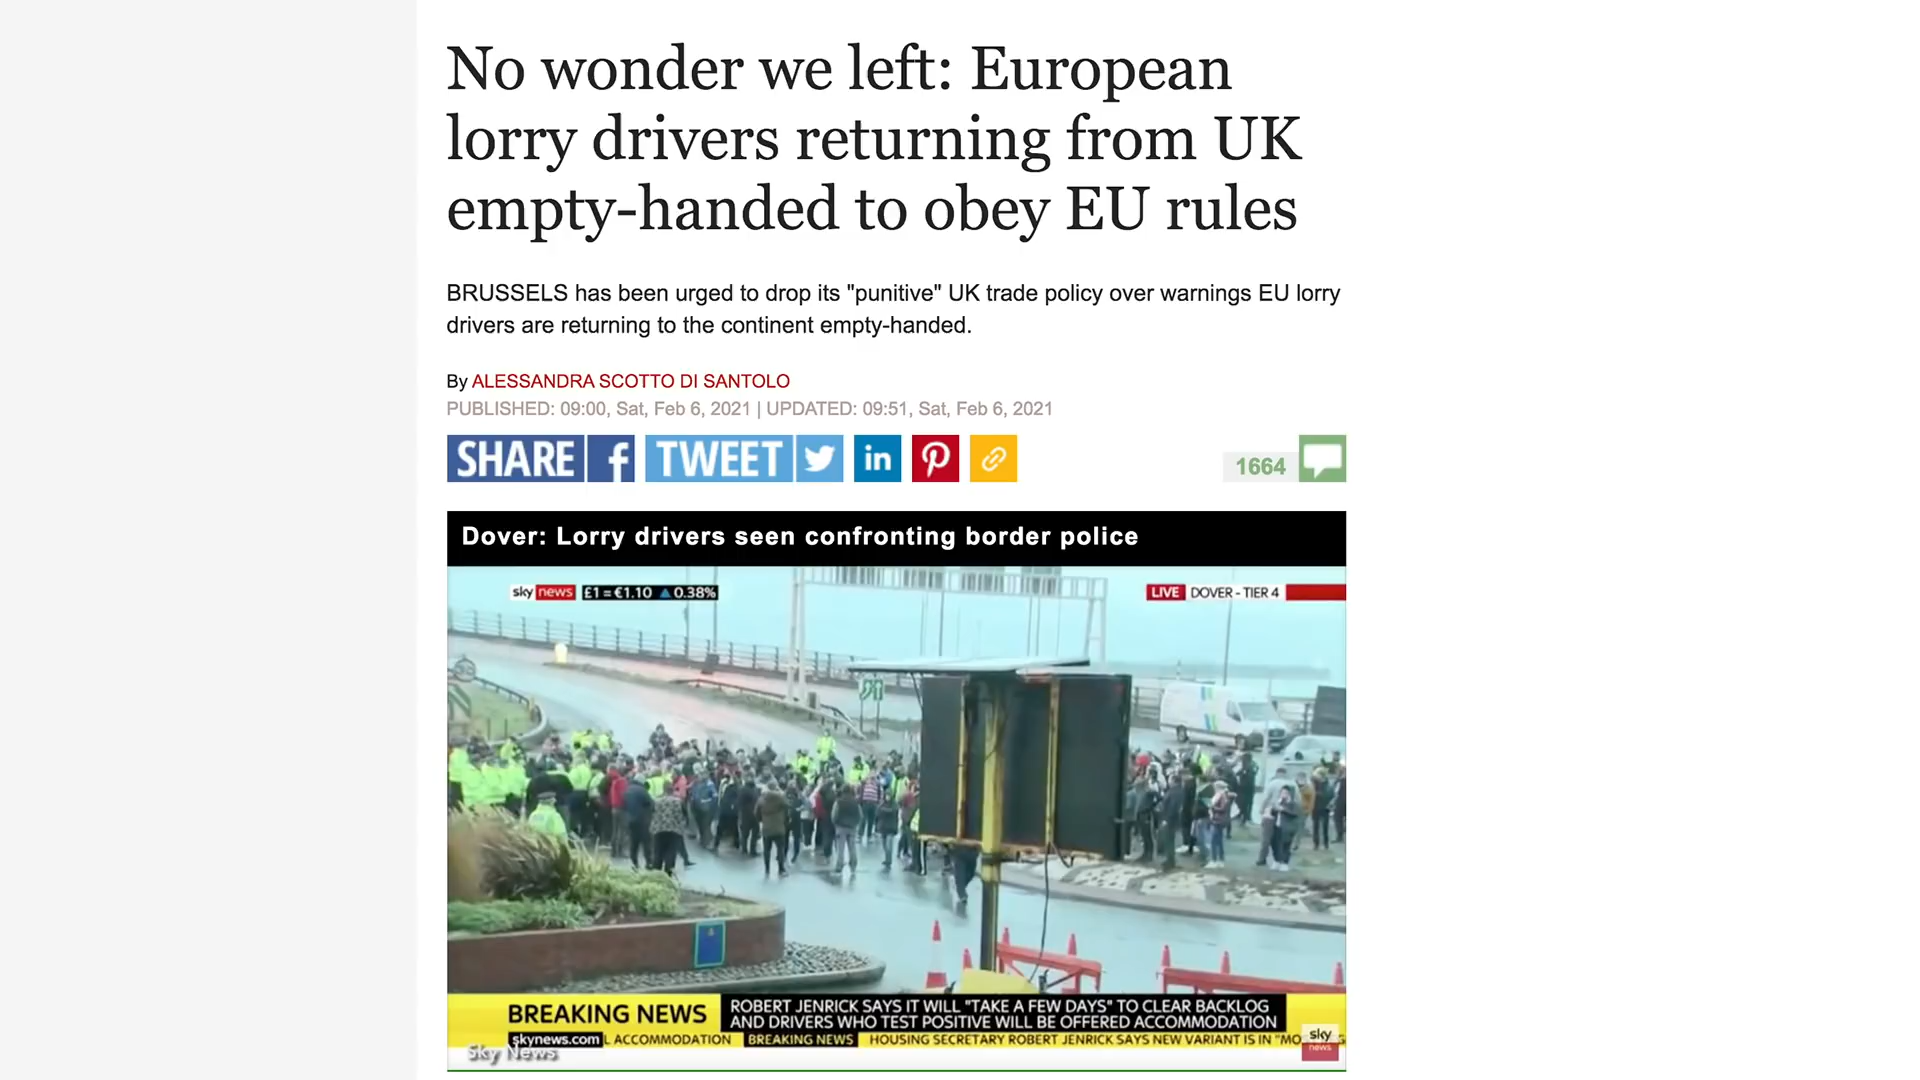 No wonder we left: European
lorry drivers returning from UK
empty-handed to obey EU rules
BRUSSELS has been urged to drop its "punitive" UK trade policy over warnings EU lorry
drivers are returning to the continent empty-handed.
By ALESSANDRA SCOTTO DI SANTOLO
PUBLISHED: 09:00, Sat, Feb 6, 2021 | UPDATED: 09:51, Sat, Feb 6, 2021
SHARE f TWEET in
1664
Dover: Lorry drivers seen confronting border police
sky news £1=€1.10 ▲0.38%
LIVE DOVER - TIER 4
BREAKING NEWS
ROBERT JENRICK SAYS IT WILL "TAKE A FEW DAYS" TO CLEAR BACKLOG
AND DRIVERS WHO TEST POSITIVE WILL BE OFFERED ACCOMMODATION
skynews.com L ACCOMMODATION BREAKING NEWS HOUSING SECRETARY ROBERT JENRICK SAYS NEW VARIANT IS IN "MO
sky news
Sky News